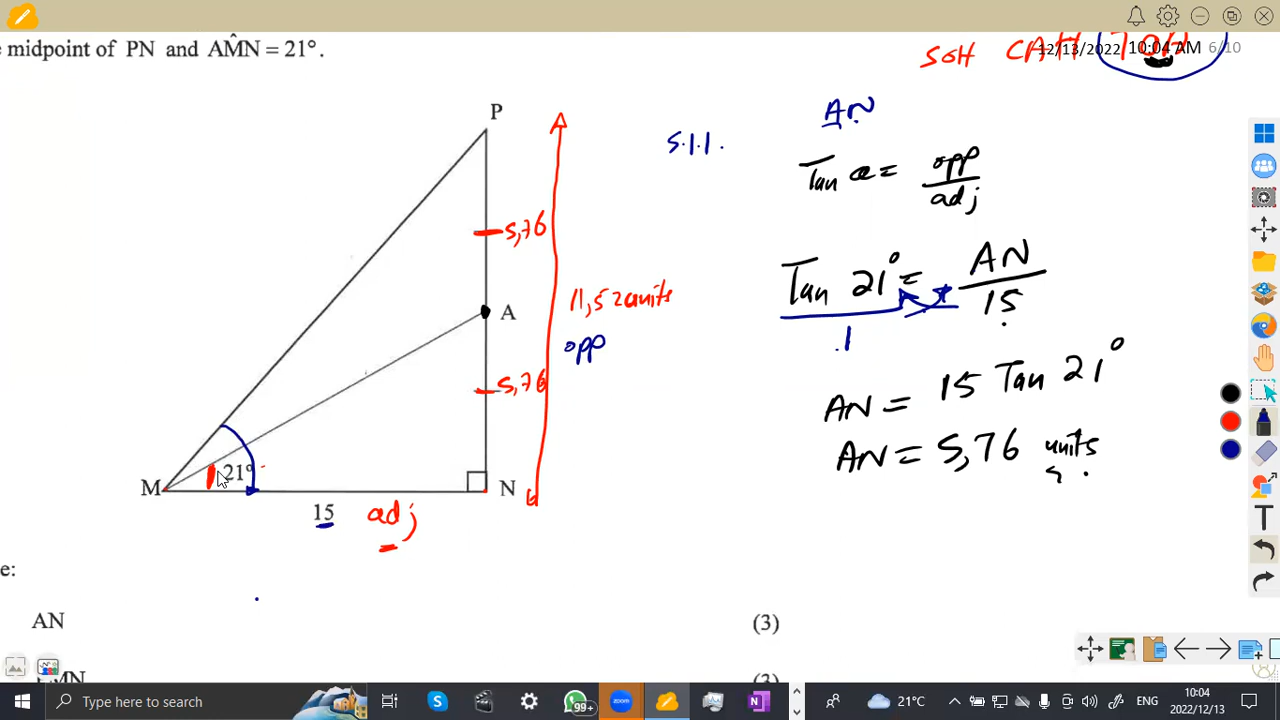 12/13/2022 10:04 AM 6/10
e midpoint of PN and AM̂N = 21°.
SOH CAH TOA
P
5.1.1.
AN
Tan = opp/adj
5,76
Tan 21° = AN/15
11,52 units
A
opp
.1
5,76
AN = 15 Tan 21°
AN = 5,76 units
21°
M
N
15 adj
e:
AN (3)
MN (3)
Type here to search
99+
21°C
ENG
10:04
2022/12/13